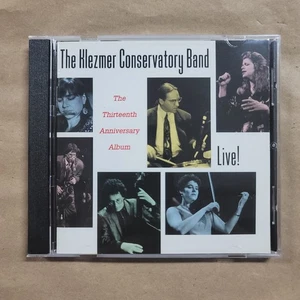 The Klezmer Conservatory Band
The
Thirteenth
Anniversary
Album
Live!